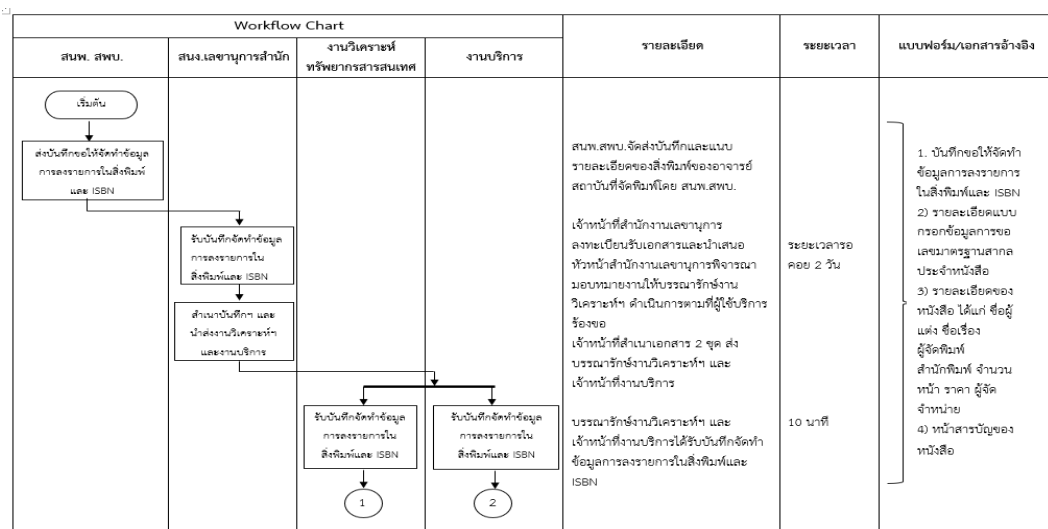 Workflow Chart
สนพ. สพบ.
สนง.เลขานุการสำนัก
งานวิเคราะห์
ทรัพยากรสารสนเทศ
งานบริการ
รายละเอียด
ระยะเวลา
แบบฟอร์ม/เอกสารอ้างอิง
เริ่มต้น
ส่งบันทึกขอให้จัดทำข้อมูล
การลงรายการในสิ่งพิมพ์
และ ISBN
รับบันทึกจัดทำข้อมูล
การลงรายการใน
สิ่งพิมพ์และ ISBN
สำเนาบันทึกฯ และ
นำส่งงานวิเคราะห์ฯ
และงานบริการ
รับบันทึกจัดทำข้อมูล
การลงรายการใน
สิ่งพิมพ์และ ISBN
1
รับบันทึกจัดทำข้อมูล
การลงรายการใน
สิ่งพิมพ์และ ISBN
2
สนพ.สพบ.จัดส่งบันทึกและแนบ
รายละเอียดของสิ่งพิมพ์ของอาจารย์
สถาบันที่จัดพิมพ์โดย สนพ.สพบ.
เจ้าหน้าที่สำนักงานเลขานุการ
ลงทะเบียนรับเอกสารและนำเสนอ
หัวหน้าสำนักงานเลขานุการพิจารณา
มอบหมายงานให้บรรณารักษ์งาน
วิเคราะห์ฯ ดำเนินการตามที่ผู้ใช้บริการ
ร้องขอ
เจ้าหน้าที่สำเนาเอกสาร 2 ชุด ส่ง
บรรณารักษ์งานวิเคราะห์ฯ และ
เจ้าหน้าที่งานบริการ
บรรณารักษ์งานวิเคราะห์ฯ และ
เจ้าหน้าที่งานบริการได้รับบันทึกจัดทำ
ข้อมูลการลงรายการในสิ่งพิมพ์และ
ISBN
ระยะเวลารอ
คอย 2 วัน
10 นาที
1. บันทึกขอให้จัดทำ
ข้อมูลการลงรายการ
ในสิ่งพิมพ์และ ISBN
2) รายละเอียดแบบ
กรอกข้อมูลการขอ
เลขมาตรฐานสากล
ประจำหนังสือ
3) รายละเอียดของ
หนังสือ ได้แก่ ชื่อผู้
แต่ง ชื่อเรื่อง
ผู้จัดพิมพ์
สำนักพิมพ์ จำนวน
หน้า ราคา ผู้จัด
จำหน่าย
4) หน้าสารบัญของ
หนังสือ